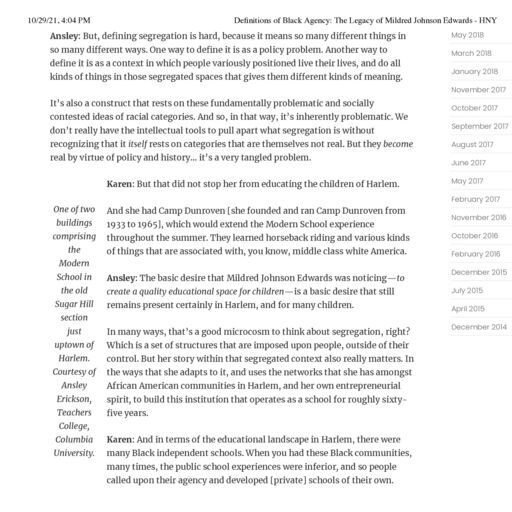 10/29/21, 4:04 PM
Definitions of Black Agency: The Legacy of Mildred Johnson Edwards - HNY
Ansley: But, defining segregation is hard, because it means so many different things in
so many different ways. One way to define it is as a policy problem. Another way to
define it is as a context in which people variously positioned live their lives, and do all
kinds of things in those segregated spaces that gives them different kinds of meaning.
It's also a construct that rests on these fundamentally problematic and socially
contested ideas of racial categories. And so, in that way, it's inherently problematic. We
don't really have the intellectual tools to pull apart what segregation is without
recognizing that it itself rests on categories that are themselves not real. But they become
real by virtue of policy and history... it's a very tangled problem.
Karen: But that did not stop her from educating the children of Harlem.
One of two
buildings
comprising
the
Modern
School in
the old
Sugar Hill
section
just
uptown of
Harlem.
Courtesy of
Ansley
Erickson,
Teachers
College,
Columbia
University.
And she had Camp Dunroven [she founded and ran Camp Dunroven from
1933 to 1965], which would extend the Modern School experience
throughout the summer. They learned horseback riding and various kinds
of things that are associated with, you know, middle class white America.
Ansley: The basic desire that Mildred Johnson Edwards was noticing—to
create a quality educational space for children—is a basic desire that still
remains present certainly in Harlem, and for many children.
In many ways, that's a good microcosm to think about segregation, right?
Which is a set of structures that are imposed upon people, outside of their
control. But her story within that segregated context also really matters. In
the ways that she adapts to it, and uses the networks that she has amongst
African American communities in Harlem, and her own entrepreneurial
spirit, to build this institution that operates as a school for roughly sixty-
five years.
Karen: And in terms of the educational landscape in Harlem, there were
many Black independent schools. When you had these Black communities,
many times, the public school experiences were inferior, and so people
called upon their agency and developed [private] schools of their own.
May 2018
March 2018
January 2018
November 2017
October 2017
September 2017
August 2017
June 2017
May 2017
February 2017
November 2016
October 2016
February 2016
December 2015
July 2015
April 2015
December 2014